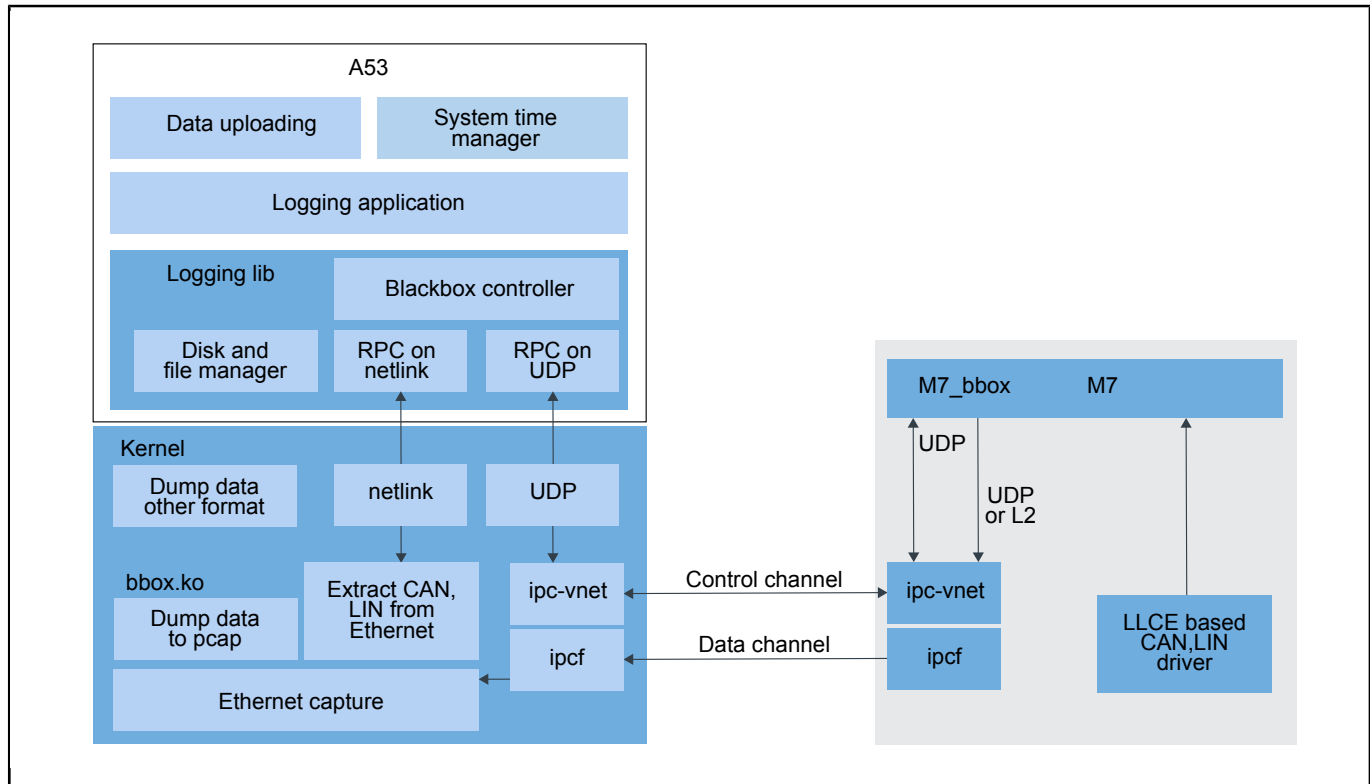 A53
Data uploading
System time
manager
Logging application
Logging lib
Blackbox controller
Disk and
file manager
RPC on
netlink
RPC on
UDP
Kernel
Dump data
other format
netlink
UDP
bbox.ko
Dump data
to pcap
Extract CAN,
LIN from
Ethernet
ipc-vnet
ipcf
Ethernet capture
Control channel
Data channel
M7_bbox
M7
UDP
UDP
or L2
ipc-vnet
ipcf
LLCE based
CAN,LIN
driver